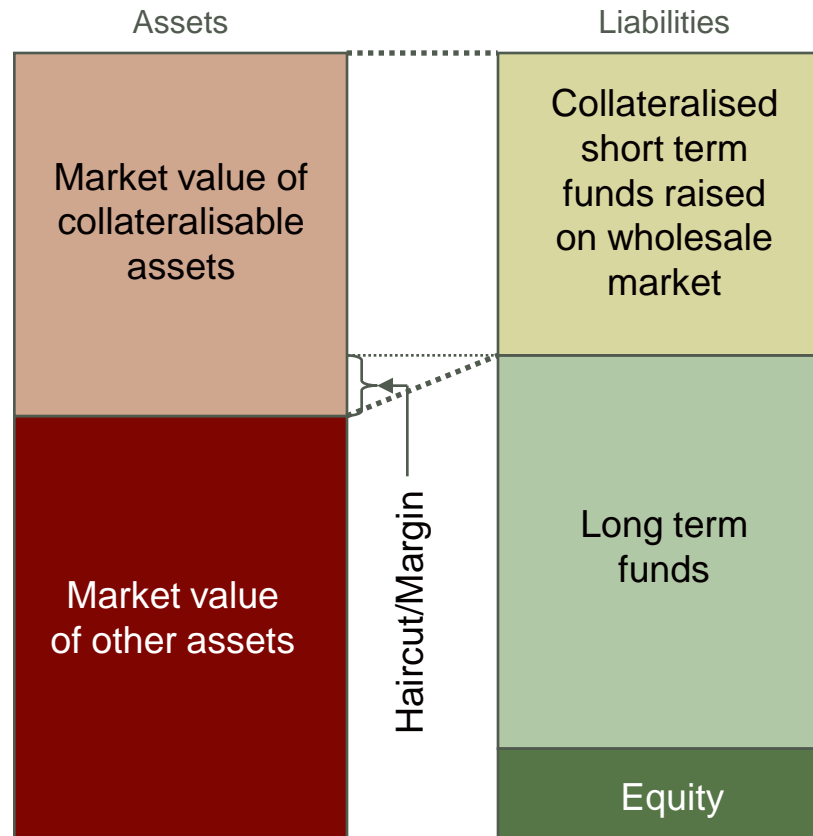 Assets
Liabilities
Market value of
collateralisable
assets
Collateralised
short term
funds raised
on wholesale
market
Haircut/Margin
Market value
of other assets
Long term
funds
Equity